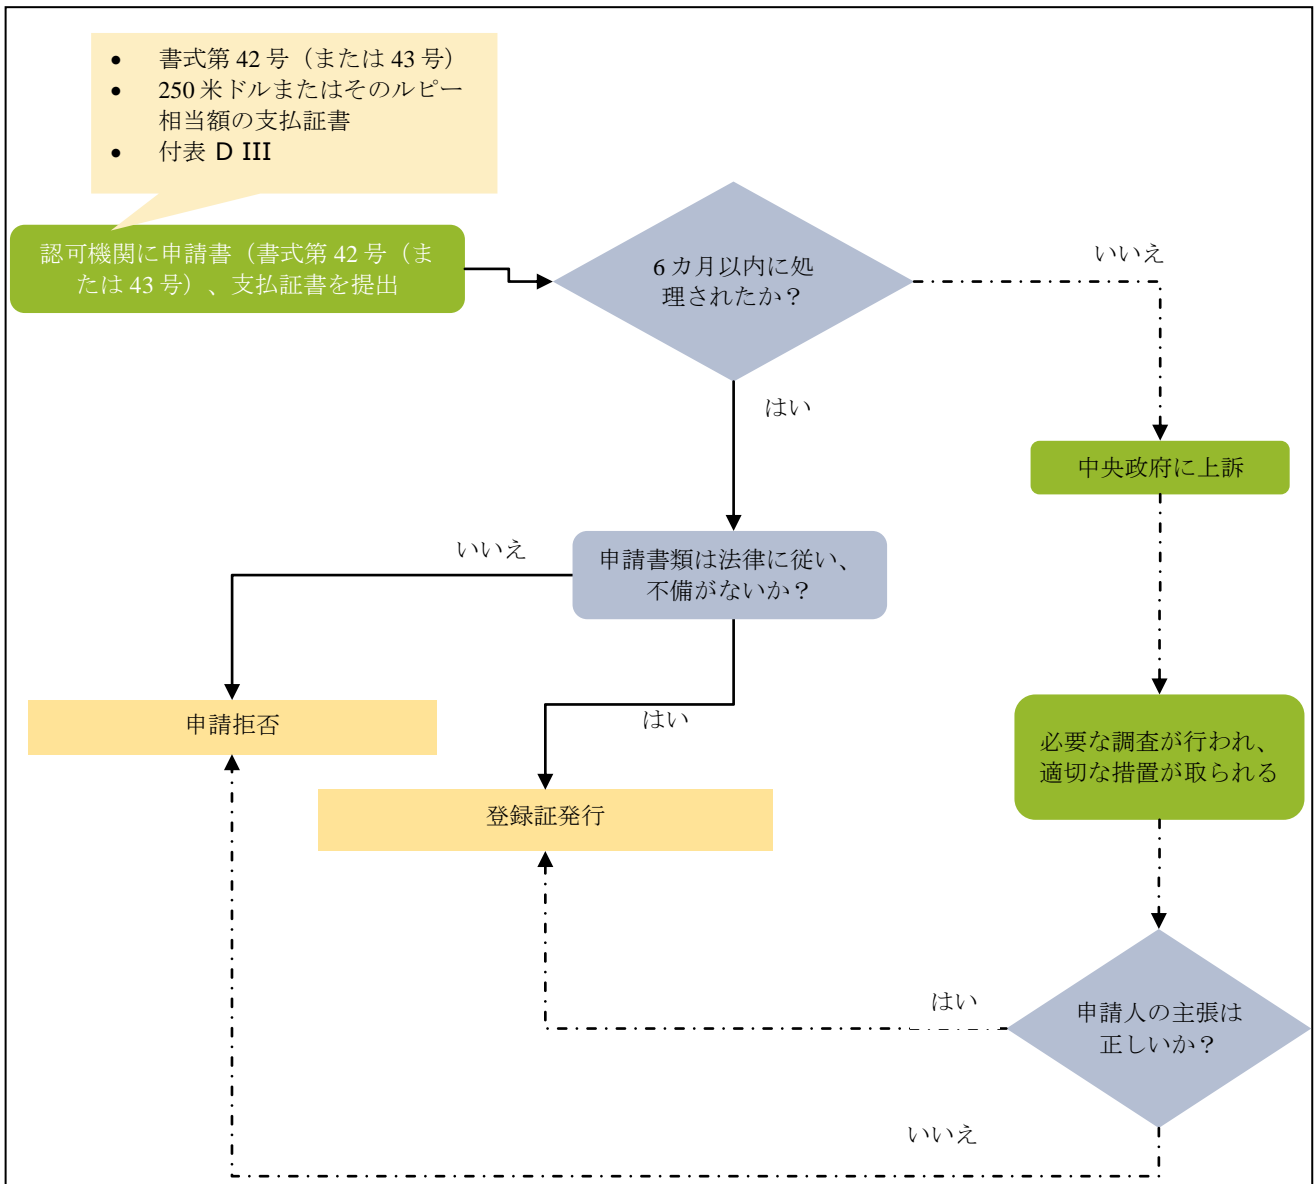 • 書式第 42 号（または 43 号）
• 250 米ドルまたはそのルピー
相当額の支払証書
• 付表 D III
認可機関に申請書（書式第 42 号（ま
たは 43 号）、支払証書を提出
6 カ月以内に処
理されたか？
いいえ
はい
中央政府に上訴
いいえ
申請書類は法律に従い、
不備がないか？
申請拒否
はい
必要な調査が行われ、
適切な措置が取られる
登録証発行
はい
申請人の主張は
正しいか？
いいえ